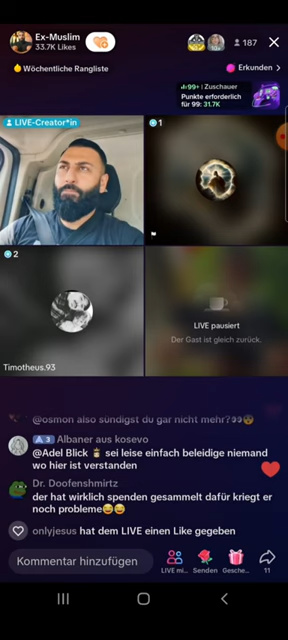 Ex-Muslim
33.7K Likes
187
Wöchentliche Rangliste
Erkunden >
99+ | Zuschauer
Punkte erforderlich
für 99: 31.7K
LIVE-Creator*in
1
2
LIVE pausiert
Der Gast ist gleich zurück.
Timotheus.93
@osmon also sündigst du gar nicht mehr?👀😨
3 Albaner aus kosevo
@Adel Blick sei leise einfach beleidige niemand
wo hier ist verstanden
Dr. Doofenshmirtz
der hat wirklich spenden gesammelt dafür kriegt er
noch probleme😂😂
onlyjesus hat dem LIVE einen Like gegeben
Kommentar hinzufügen
LIVE mi...
Senden
Gesche...
11